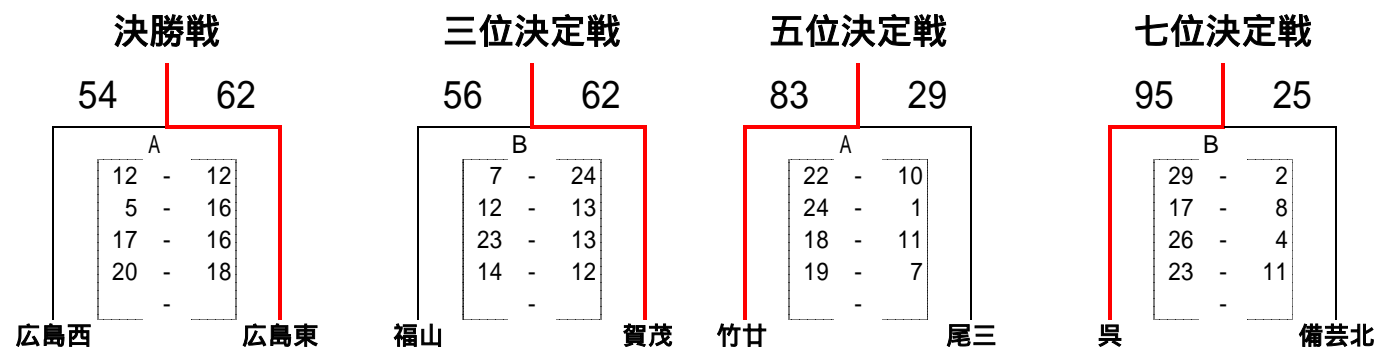 決勝戦 三位決定戦 五位決定戦 七位決定戦
54 62 56 62 83 29 95 25
A B A B
12 - 12 7 - 24 22 - 10 29 - 2
5 - 16 12 - 13 24 - 1 17 - 8
17 - 16 23 - 13 18 - 11 26 - 4
20 - 18 14 - 12 19 - 7 23 - 11
- - - -
広島西 広島東 福山 賀茂 竹廿 尾三 呉 備芸北